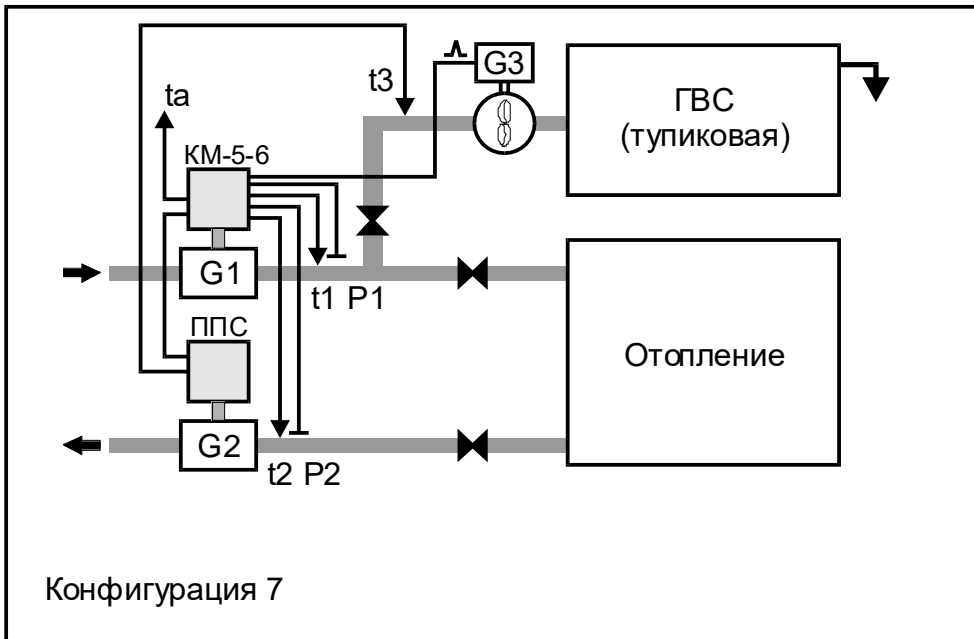 G3
t3
ta
ГВС
(тупиковая)
КМ-5-6
G1
t1 P1
ППС
Отопление
G2
t2 P2
Конфигурация 7